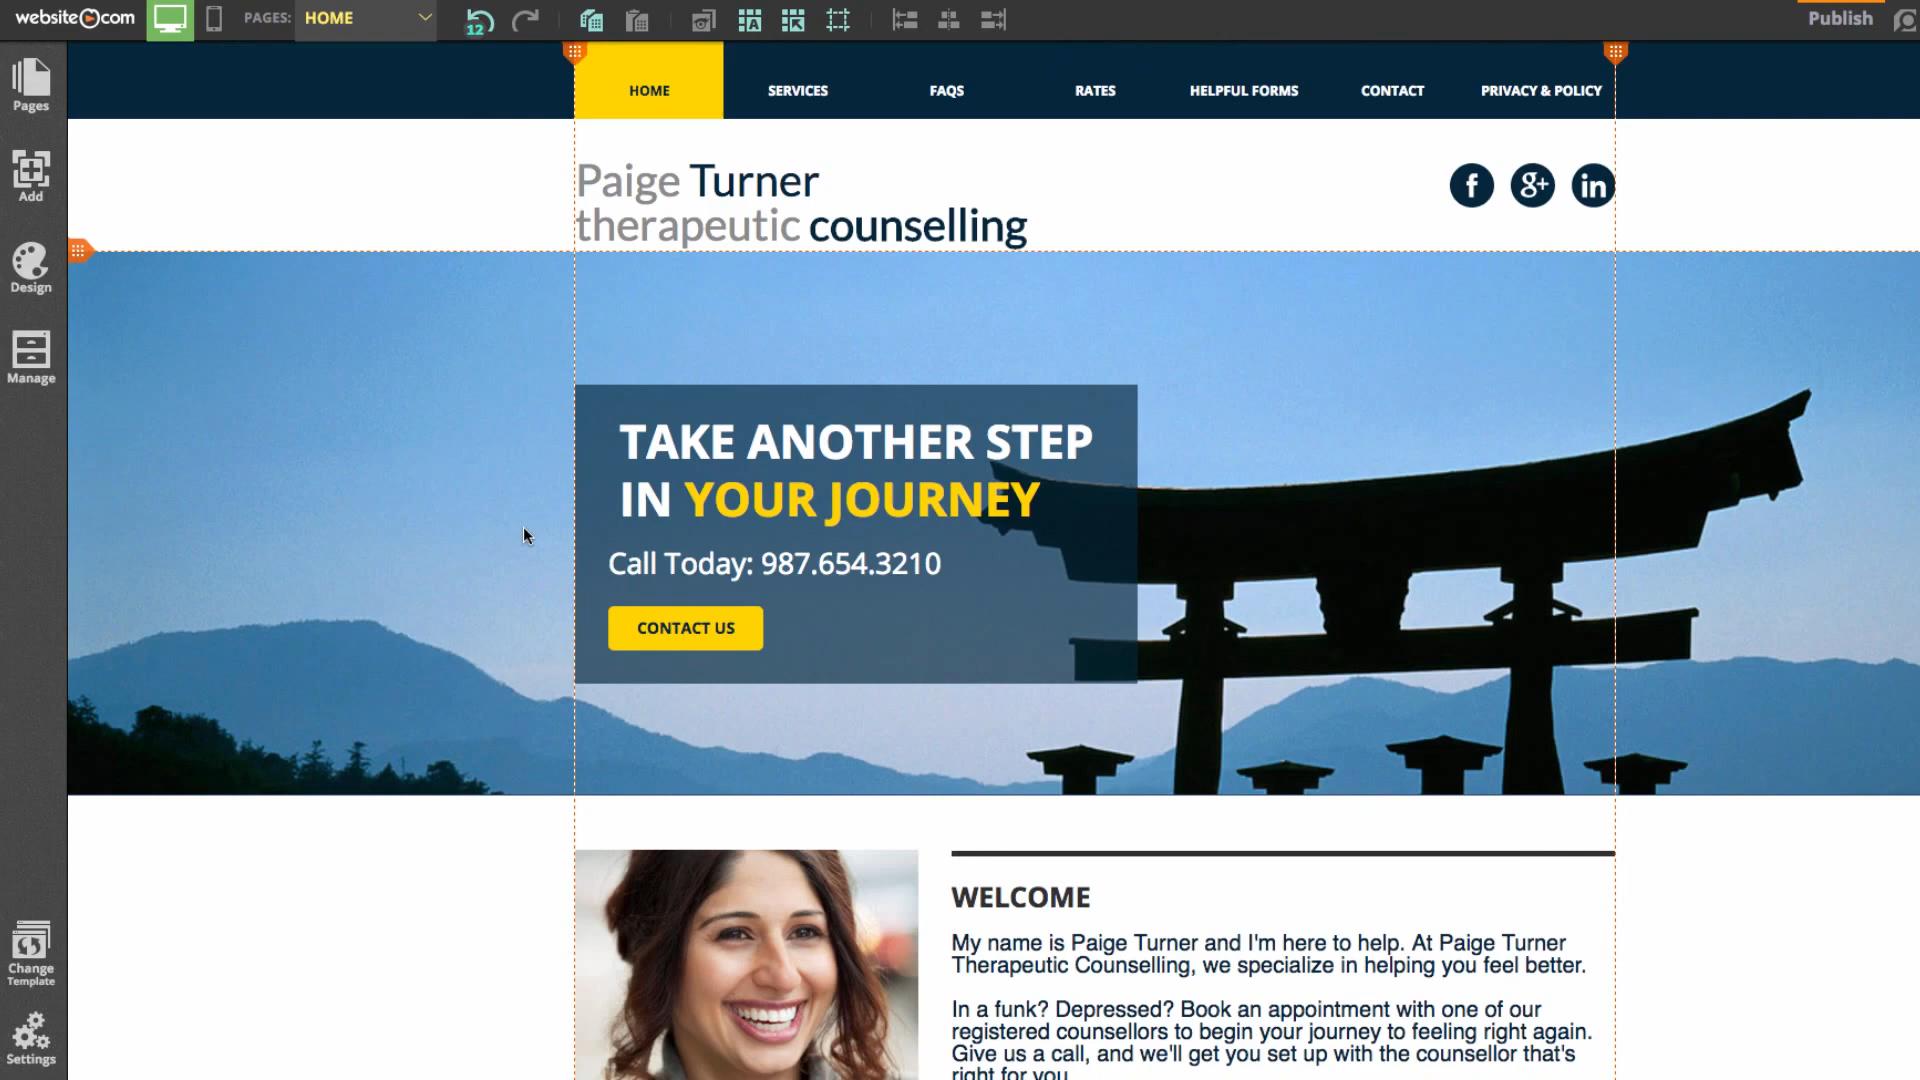 website.com
PAGES: HOME
12
Publish
Pages
Add
Design
Manage
Change
Template
Settings
HOME SERVICES FAQS RATES HELPFUL FORMS CONTACT PRIVACY & POLICY
Paige Turner
therapeutic counselling
f g+ in
TAKE ANOTHER STEP
IN YOUR JOURNEY
Call Today: 987.654.3210
CONTACT US
WELCOME
My name is Paige Turner and I'm here to help. At Paige Turner
Therapeutic Counselling, we specialize in helping you feel better.
In a funk? Depressed? Book an appointment with one of our
registered counsellors to begin your journey to feeling right again.
Give us a call, and we'll get you set up with the counsellor that's
right for you